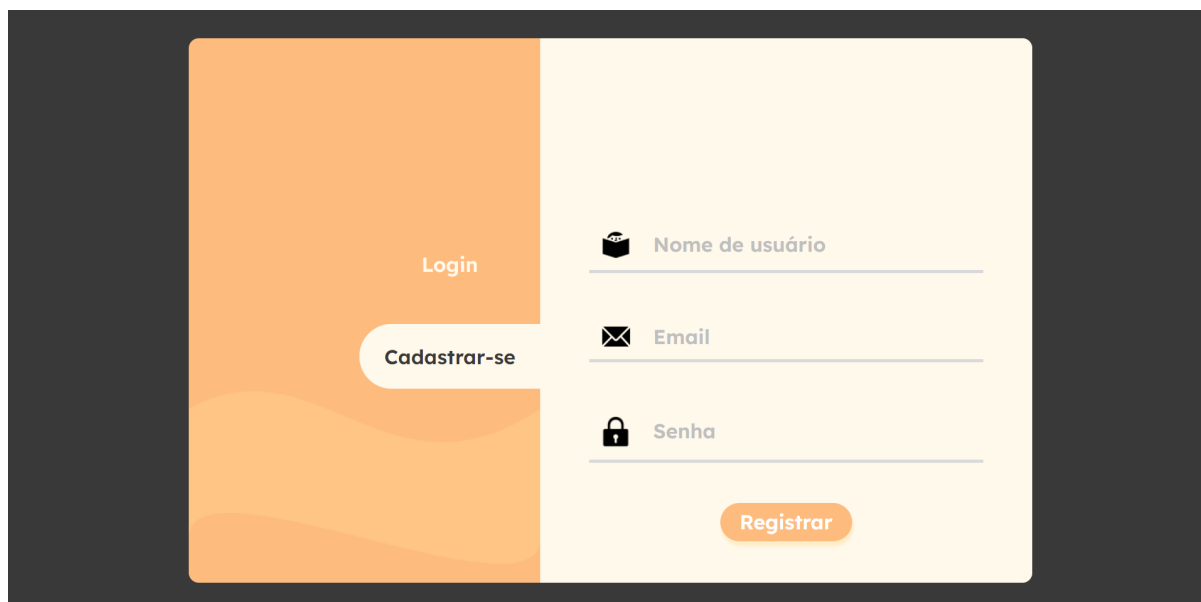 Login
Cadastrar-se
Nome de usuário
Email
Senha
Registrar